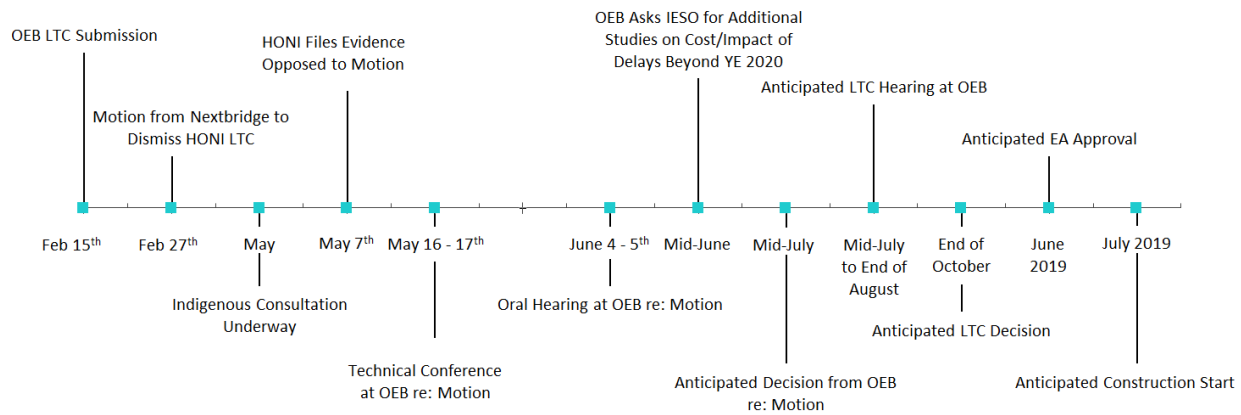 OEB LTC Submission
Motion from Nextbridge to
Dismiss HONI LTC
HONI Files Evidence
Opposed to Motion
OEB Asks IESO for Additional
Studies on Cost/Impact of
Delays Beyond YE 2020
Anticipated LTC Hearing at OEB
Anticipated EA Approval
Feb 15th
Feb 27th
May
May 7th
May 16 - 17th
June 4 - 5th
Mid-June
Mid-July
Mid-July
to End of
August
End of
October
June
2019
July 2019
Indigenous Consultation
Underway
Technical Conference
at OEB re: Motion
Oral Hearing at OEB re: Motion
Anticipated Decision from OEB
re: Motion
Anticipated LTC Decision
Anticipated Construction Start